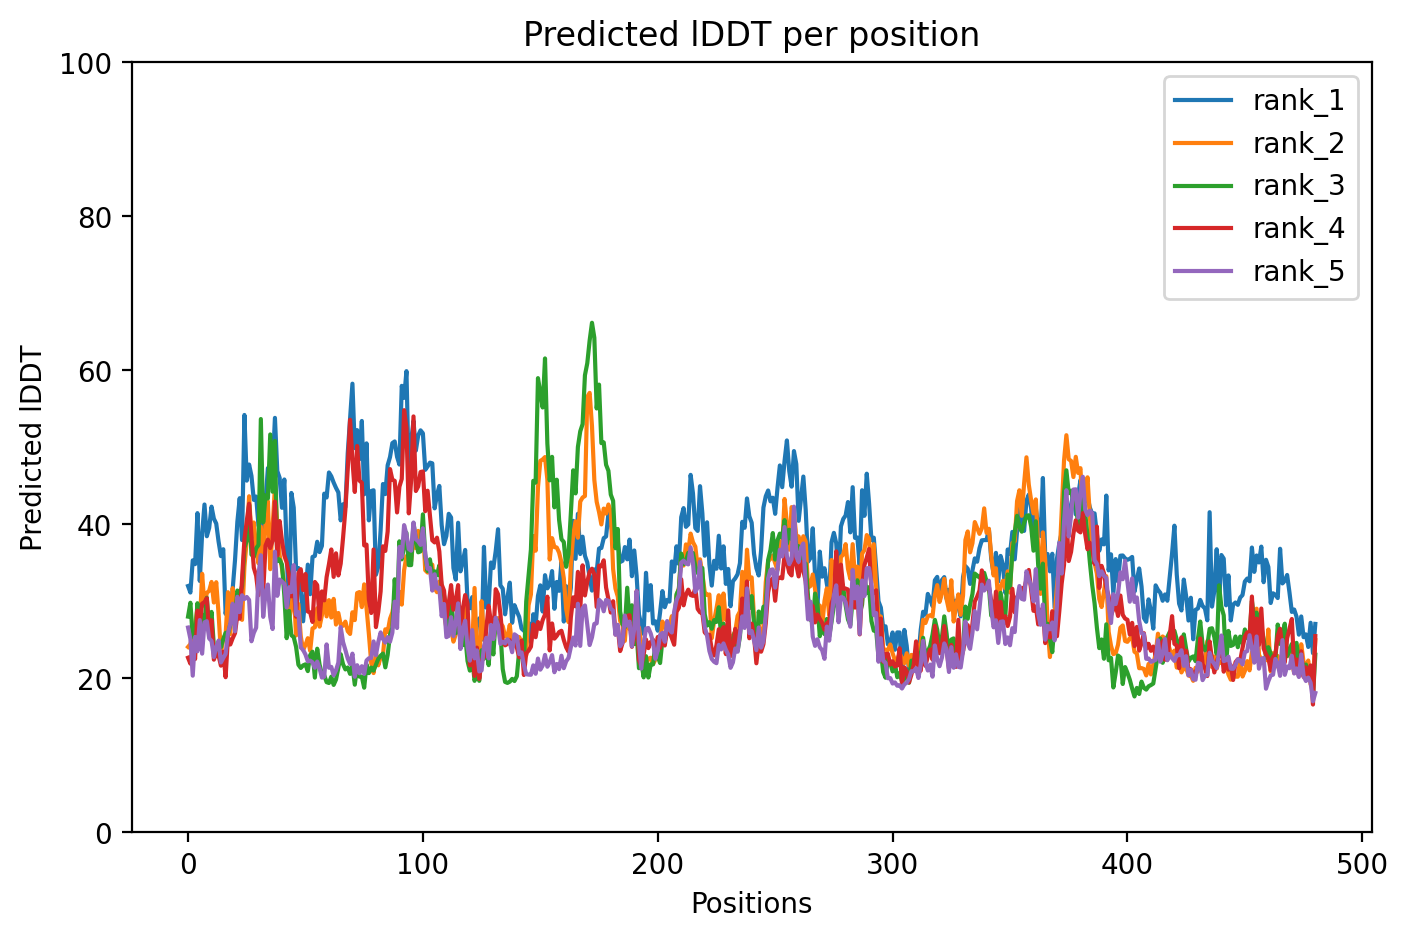 Predicted lDDT per position
100
80
60
40
20
0
Predicted lDDT
0 100 200 300 400 500
Positions
rank_1
rank_2
rank_3
rank_4
rank_5